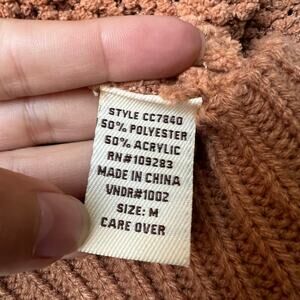 STYLE CC7840
50% POLYESTER
50% ACRYLIC
RN#109283
MADE IN CHINA
VNDR#1002
SIZE: M
CARE OVER